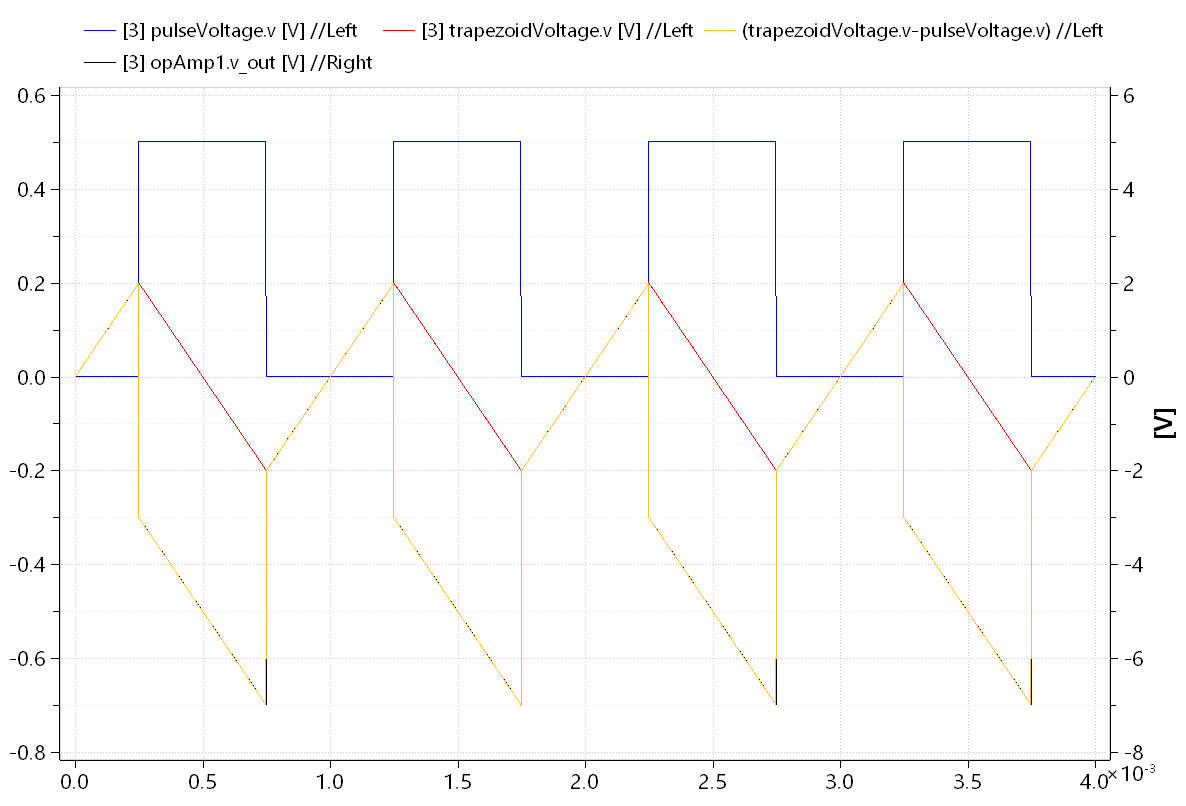 [3] pulseVoltage.v [V] //Left [3] trapezoidVoltage.v [V] //Left (trapezoidVoltage.v-pulseVoltage.v) //Left
[3] opAmp1.v_out [V] //Right
0.6 6
0.4 4
0.2 2
0.0 0
[V]
-0.2 -2
-0.4 -4
-0.6 -6
-0.8 -8
0.0 0.5 1.0 1.5 2.0 2.5 3.0 3.5 4.0 ×10⁻³